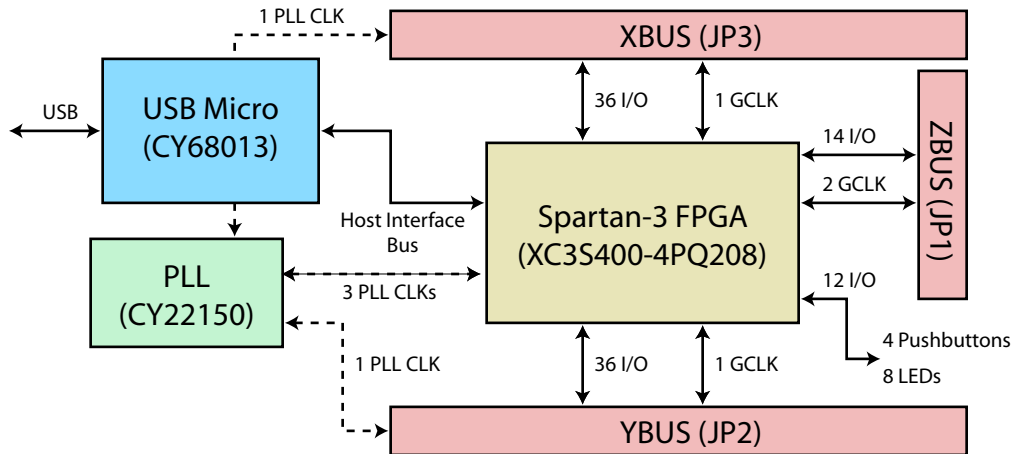 1 PLL CLK
XBUS (JP3)
USB
USB Micro
(CY68013)
36 I/O
1 GCLK
14 I/O
2 GCLK
ZBUS (JP1)
Host Interface
Bus
Spartan-3 FPGA
(XC3S400-4PQ208)
PLL
(CY22150)
3 PLL CLKs
12 I/O
4 Pushbuttons
8 LEDs
1 PLL CLK
36 I/O
1 GCLK
YBUS (JP2)